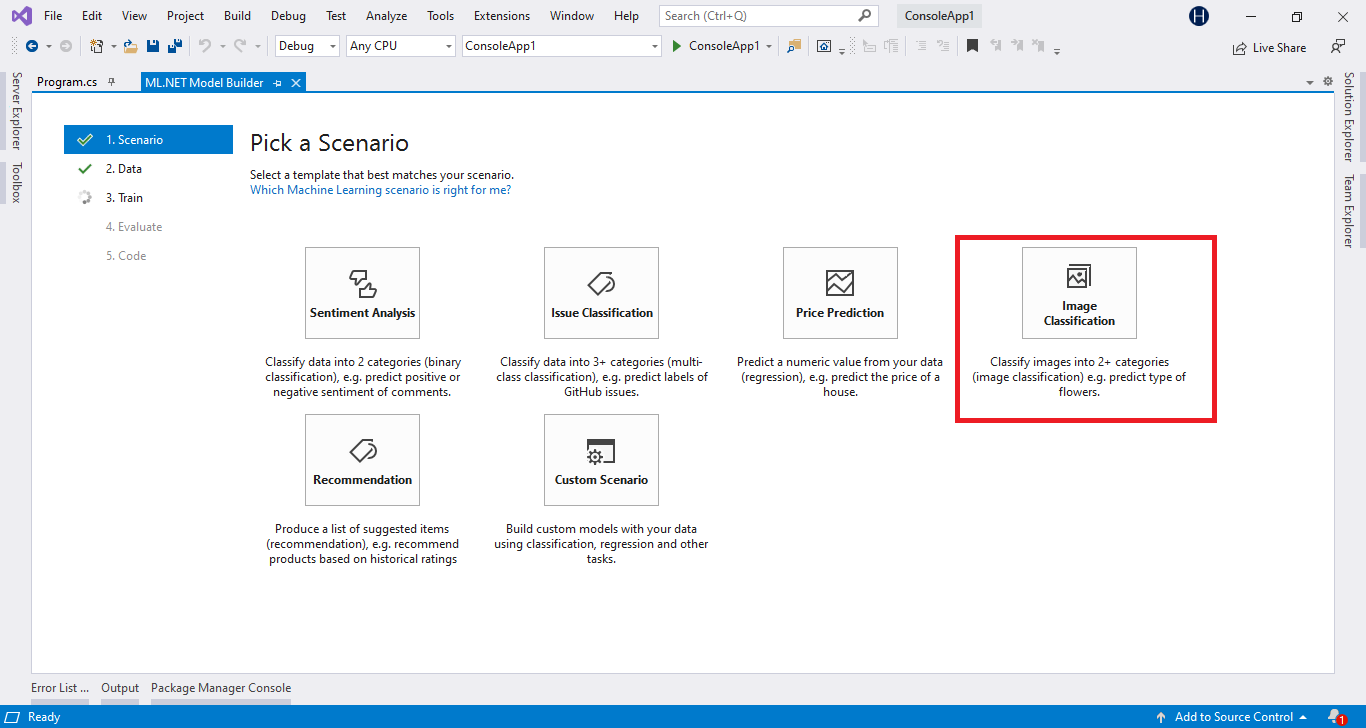 File Edit View Project Build Debug Test Analyze Tools Extensions Window Help Search (Ctrl+Q) ConsoleApp1 H
Debug Any CPU ConsoleApp1 ConsoleApp1 Live Share
Program.cs ML.NET Model Builder
Server Explorer
Toolbox
Solution Explorer
Team Explorer
1. Scenario
2. Data
3. Train
4. Evaluate
5. Code
Pick a Scenario
Select a template that best matches your scenario.
Which Machine Learning scenario is right for me?
Sentiment Analysis
Classify data into 2 categories (binary
classification), e.g. predict positive or
negative sentiment of comments.
Issue Classification
Classify data into 3+ categories (multi-
class classification), e.g. predict labels of
GitHub issues.
Price Prediction
Predict a numeric value from your data
(regression), e.g. predict the price of a
house.
Image
Classification
Classify images into 2+ categories
(image classification) e.g. predict type of
flowers.
Recommendation
Produce a list of suggested items
(recommendation), e.g. recommend
products based on historical ratings
Custom Scenario
Build custom models with your data
using classification, regression and other
tasks.
Error List ... Output Package Manager Console
Ready Add to Source Control 1